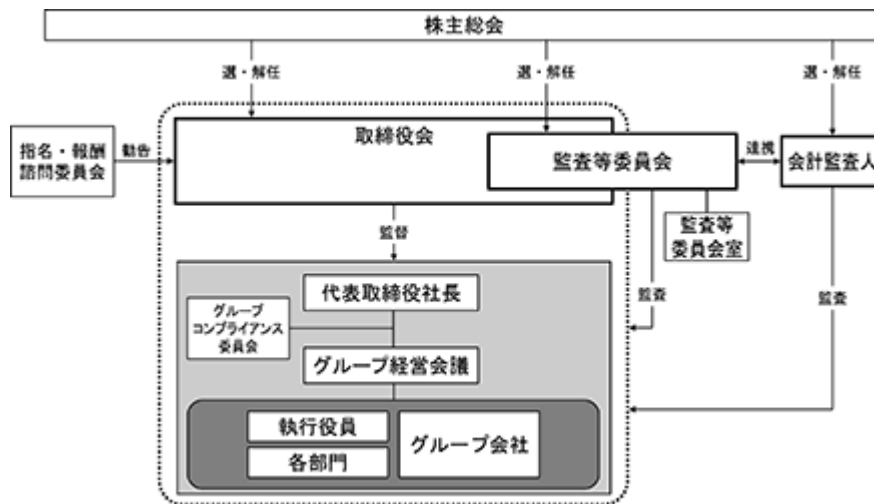 株主総会
選・解任
選・解任
選・解任
取締役会
指名・報酬
諮問委員会
勧告
監査等委員会
連携
会計監査人
監査等
委員会室
監督
監査
監査
代表取締役社長
グループ
コンプライアンス
委員会
グループ経営会議
執行役員
グループ会社
各部門